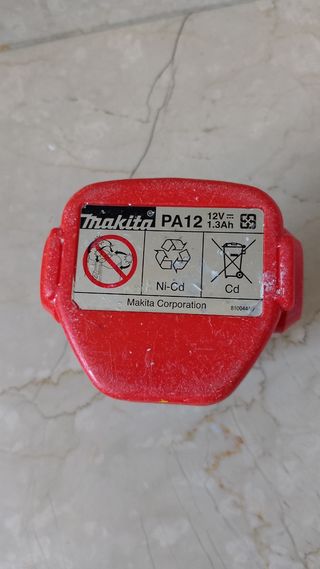 makita® PA12 12V 1.3Ah
Ni-Cd
Cd
Makita Corporation